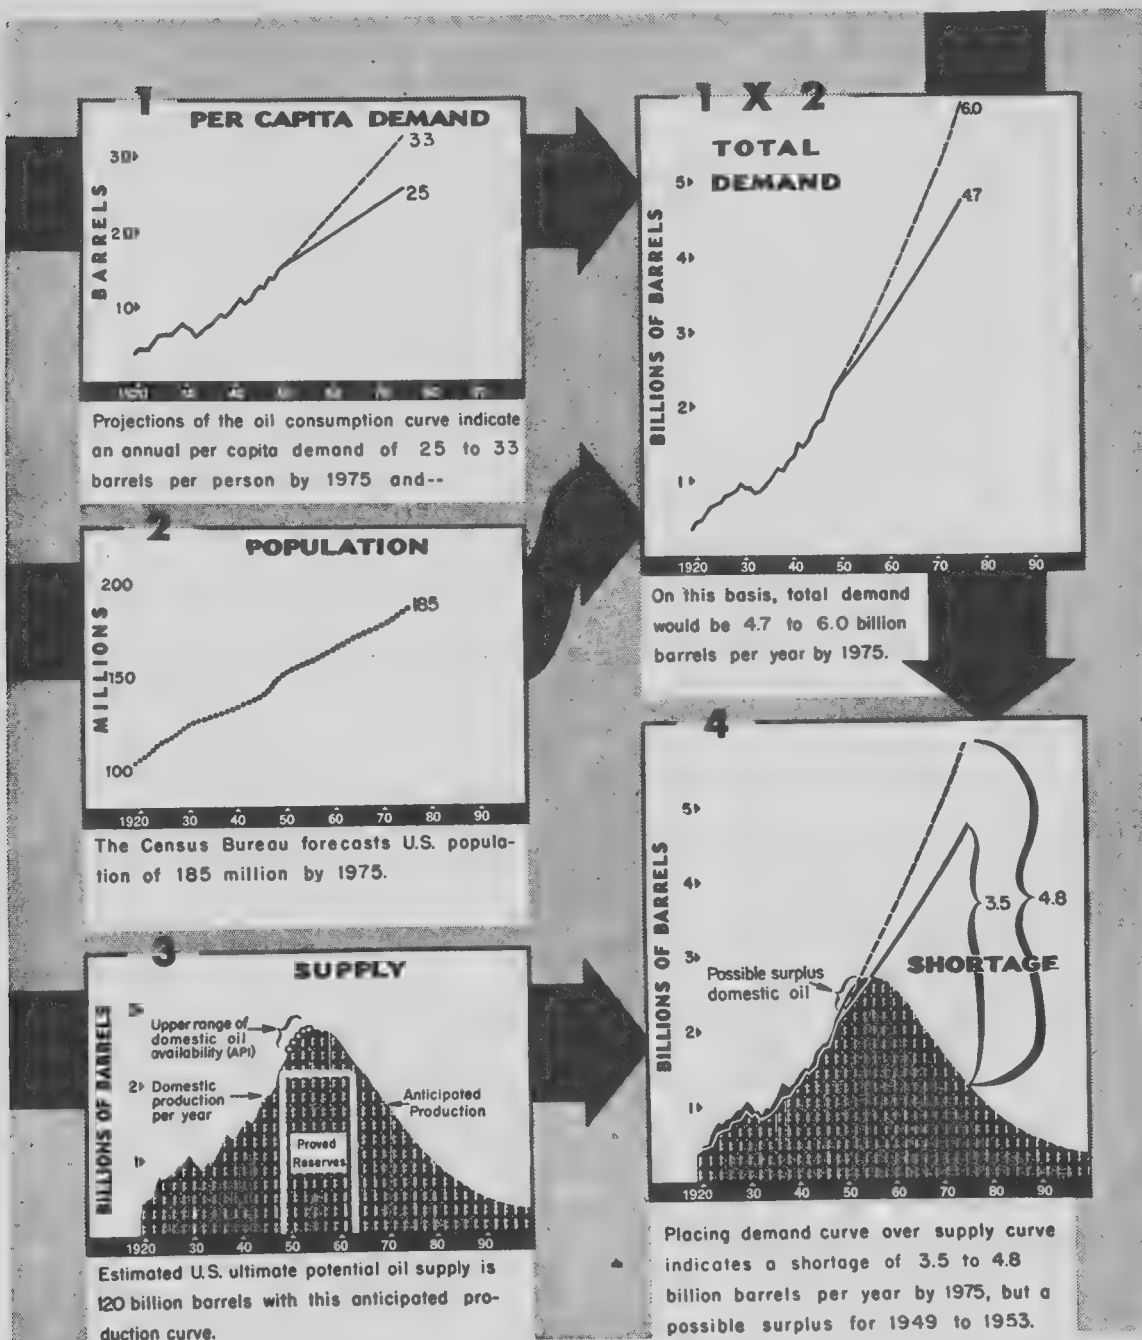 1
PER CAPITA DEMAND
BARRELS
33
30
25
20
10
1920 30 40 50 60 70 80 90
Projections of the oil consumption curve indicate
an annual per capita demand of 25 to 33
barrels per person by 1975 and--
2
POPULATION
MILLIONS
200
185
150
100
1920 30 40 50 60 70 80 90
The Census Bureau forecasts U.S. popula-
tion of 185 million by 1975.
1 X 2
TOTAL
DEMAND
BILLIONS OF BARRELS
6.0
5
4.7
4
3
2
1
1920 30 40 50 60 70 80 90
On this basis, total demand
would be 4.7 to 6.0 billion
barrels per year by 1975.
3
SUPPLY
BILLIONS OF BARRELS
Upper range of
domestic oil
availability (API)
2
Domestic
production
per year
Anticipated
Production
Proved
Reserves
1
1920 30 40 50 60 70 80 90
Estimated U.S. ultimate potential oil supply is
120 billion barrels with this anticipated pro-
duction curve.
4
BILLIONS OF BARRELS
5
4
3.5
4.8
3
SHORTAGE
Possible surplus
domestic oil
2
1
1920 30 40 50 60 70 80 90
Placing demand curve over supply curve
indicates a shortage of 3.5 to 4.8
billion barrels per year by 1975, but a
possible surplus for 1949 to 1953.